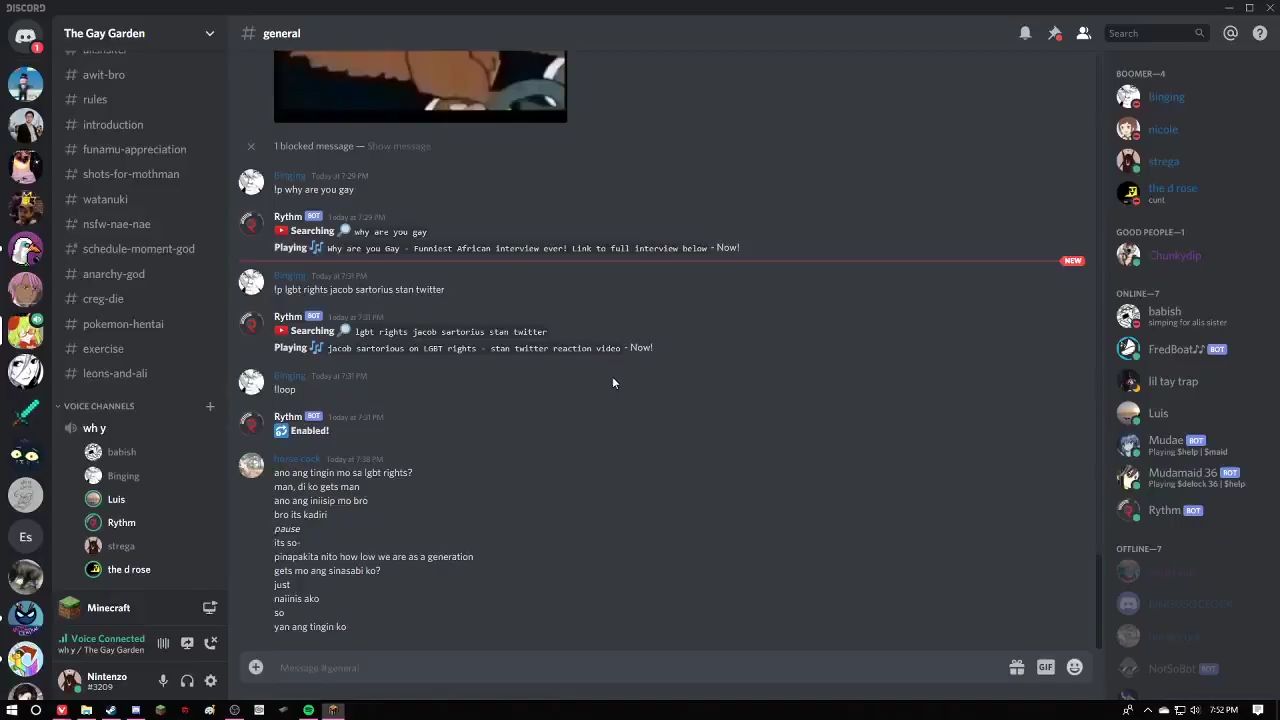 DISCORD
The Gay Garden
awit-bro
rules
introduction
funamu-appreciation
shots-for-mothman
watanuki
nsfw-nae-nae
schedule-moment-god
anarchy-god
creg-die
pokemon-hentai
exercise
leons-and-ali
VOICE CHANNELS
wh y
babish
Binging
Luis
Rythm
strega
the d rose
Minecraft
Voice Connected
wh y / The Gay Garden
Nintenzo
#3209
1
Es
# general
Search
1 blocked message — Show message
Binging Today at 7:29 PM
!p why are you gay
Rythm BOT Today at 7:29 PM
Searching why are you gay
Playing Why are you Gay - Funniest African interview ever! Link to full interview below - Now!
NEW
Binging Today at 7:31 PM
!p lgbt rights jacob sartorius stan twitter
Rythm BOT Today at 7:31 PM
Searching lgbt rights jacob sartorius stan twitter
Playing jacob sartorious on LGBT rights - stan twitter reaction video - Now!
Binging Today at 7:31 PM
!loop
Rythm BOT Today at 7:31 PM
Enabled!
horse cock Today at 7:38 PM
ano ang tingin mo sa lgbt rights?
man, di ko gets man
ano ang iniisip mo bro
bro its kadiri
pause
its so-
pinapakita nito how low we are as a generation
gets mo ang sinasabi ko?
just
naiinis ako
so
yan ang tingin ko
Message #general
GIF
BOOMER—4
Binging
nicole
strega
the d rose
cunt
GOOD PEOPLE—1
Chunkydip
ONLINE—7
babish
simping for alis sister
FredBoat♪♪ BOT
lil tay trap
Luis
Mudae BOT
Playing $help | $maid
Mudamaid 36 BOT
Playing $delock 36 | $help
Rythm BOT
OFFLINE—7
NotSoBot BOT
7:52 PM